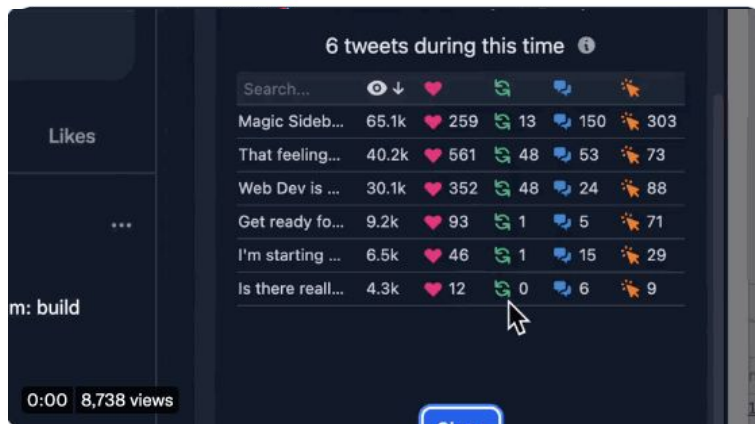 6 tweets during this time
Search...
Magic Sideb... 65.1k 259 13 150 303
Likes
That feeling... 40.2k 561 48 53 73
Web Dev is ... 30.1k 352 48 24 88
Get ready fo... 9.2k 93 1 5 71
I'm starting ... 6.5k 46 1 15 29
Is there reall... 4.3k 12 0 6 9
m: build
0:00 8,738 views